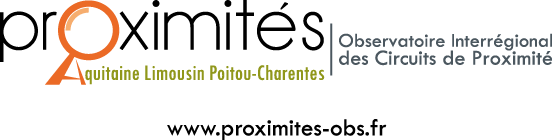 proximités
Aquitaine Limousin Poitou-Charentes
Observatoire Interrégional
des Circuits de Proximité
www.proximites-obs.fr